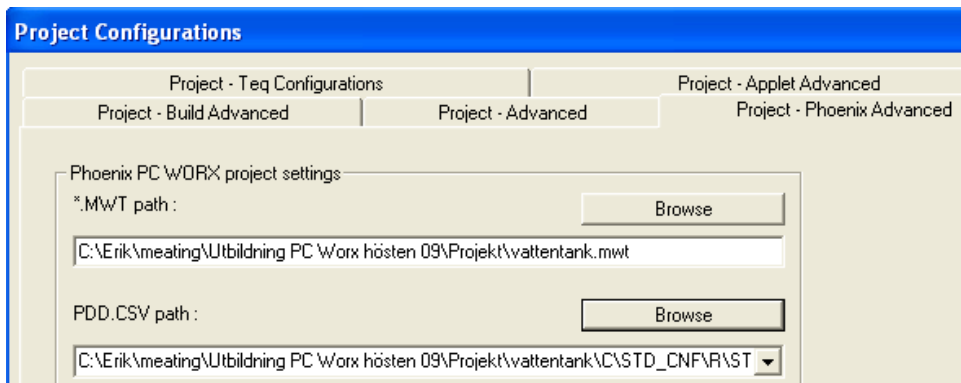 Project Configurations
Project - Teq Configurations
Project - Applet Advanced
Project - Build Advanced
Project - Advanced
Project - Phoenix Advanced
Phoenix PC WORX project settings
*.MWT path :
Browse
C:\Erik\meating\Utbildning PC Worx hösten 09\Projekt\vattentank.mwt
PDD.CSV path :
Browse
C:\Erik\meating\Utbildning PC Worx hösten 09\Projekt\vattentank\C\STD_CNF\R\ST